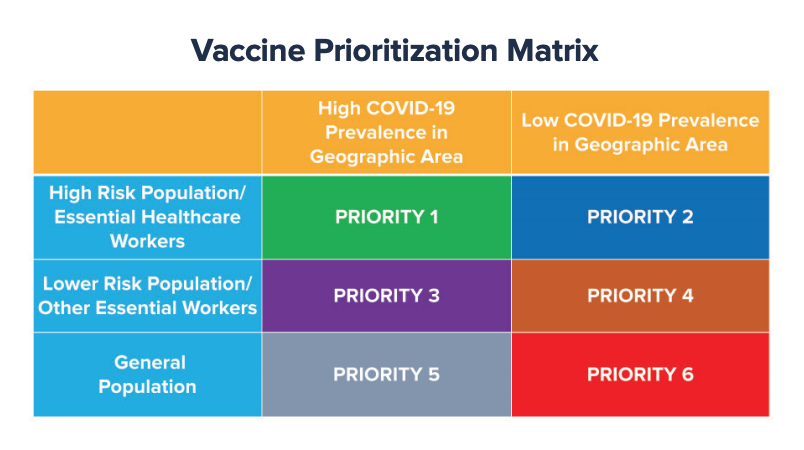 Vaccine Prioritization Matrix
High COVID-19
Prevalence in
Geographic Area
Low COVID-19 Prevalence
in Geographic Area
High Risk Population/
Essential Healthcare
Workers
PRIORITY 1
PRIORITY 2
Lower Risk Population/
Other Essential Workers
PRIORITY 3
PRIORITY 4
General
Population
PRIORITY 5
PRIORITY 6